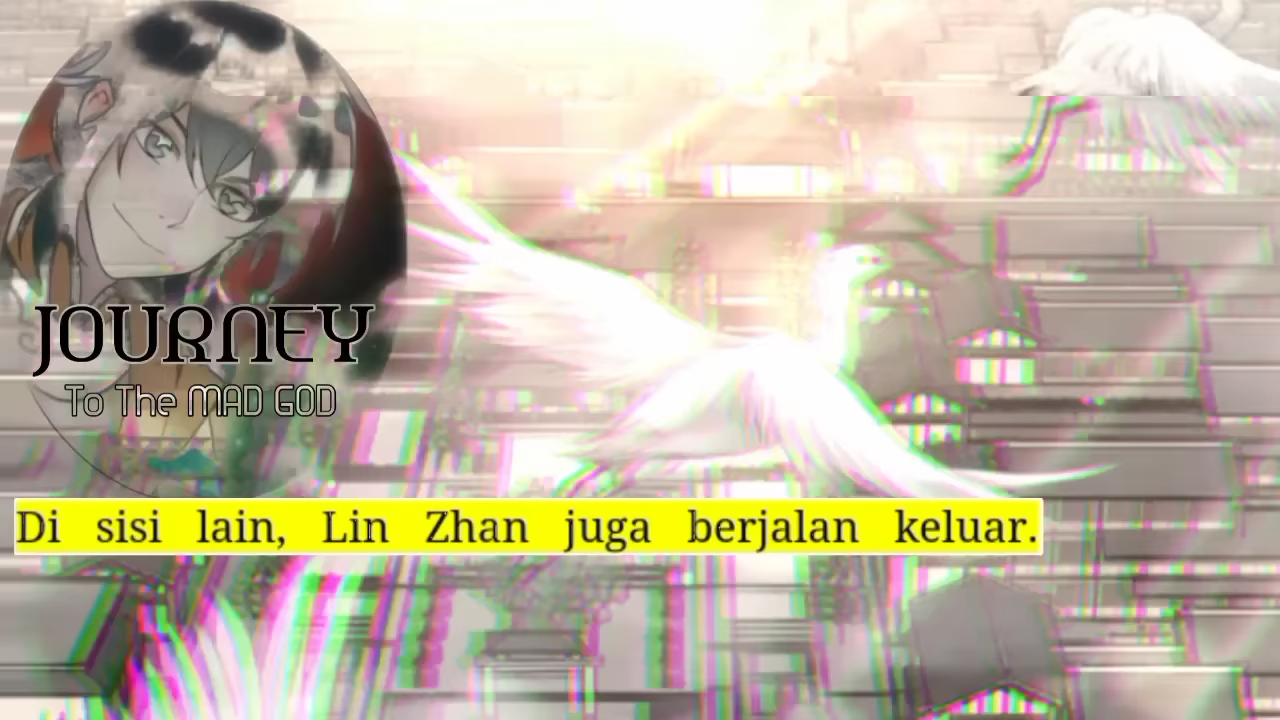 JOURNEY
To The MAD GOD
Di sisi lain, Lin Zhan juga berjalan keluar.